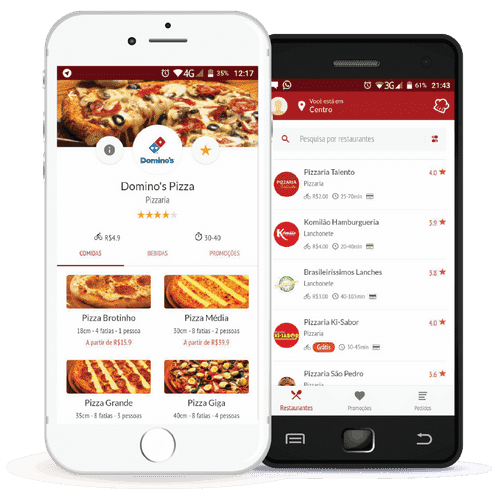 4G 35% 12:17
Domino's
Domino's Pizza
Pizzaria
R$4.9 30-40
COMIDAS BEBIDAS PROMOÇÕES
Pizza Brotinho
18cm - 4 fatias - 1 pessoa
A partir de R$15.9
Pizza Média
30cm - 8 fatias - 2 pessoas
A partir de R$39.9
Pizza Grande
35cm - 8 fatias - 3 pessoas
Pizza Giga
40cm - 8 fatias - 4 pessoas
3G 61% 21:43
Você está em
Centro
Pesquisa por restaurantes
Pizzaria Talento 4.0
Pizzaria
R$2.00 25-70min
Komilão Hamburgueria 3.9
Lanchonete
R$4.00 20-40min
Brasileiríssimos Lanches 3.8
Lanchonete
R$3.00 40-105min
Pizzaria Ki-Sabor 4.0
Pizzaria
Grátis 30-45min
Pizzaria São Pedro 3.6
Pizzaria
Restaurantes Promoções Pedidos